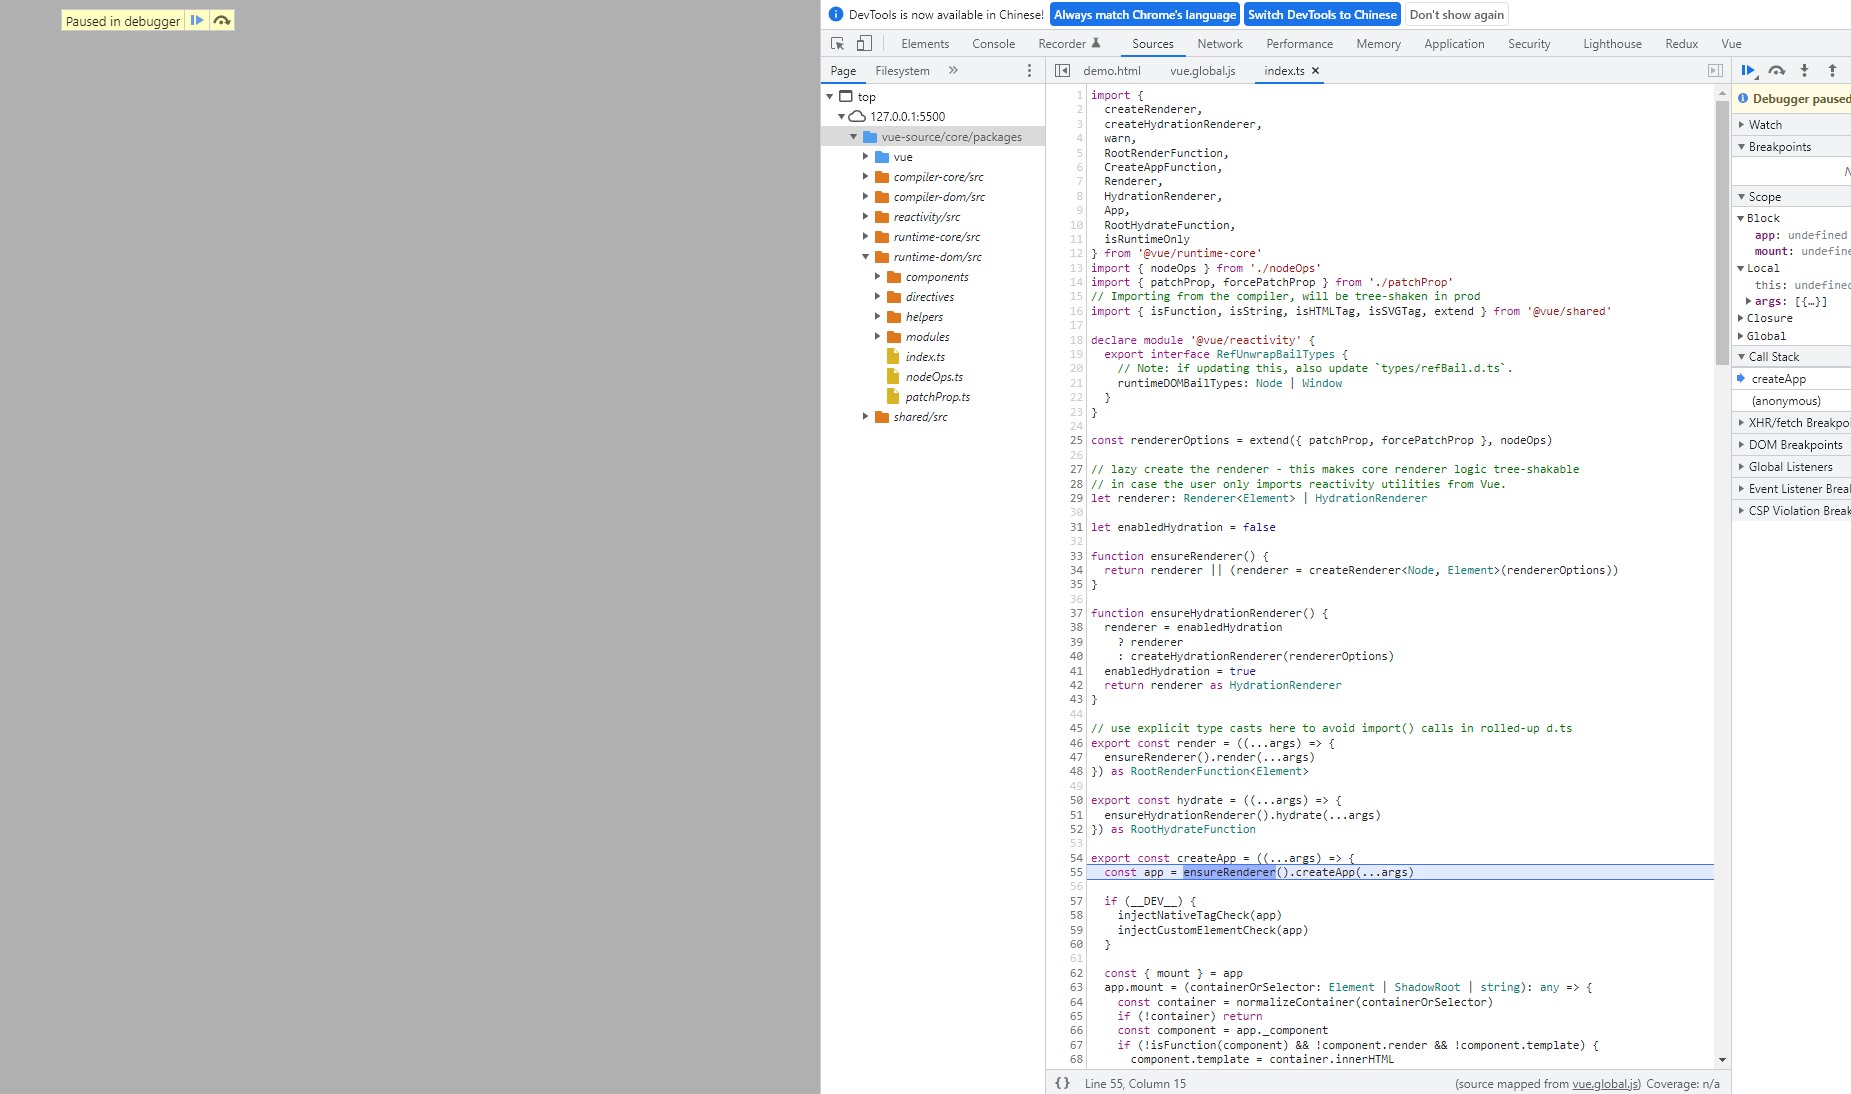 Paused in debugger
DevTools is now available in Chinese!
Always match Chrome's language
Switch DevTools to Chinese
Don't show again
Elements
Console
Recorder
Sources
Network
Performance
Memory
Application
Security
Lighthouse
Redux
Vue
Page
Filesystem
»
demo.html
vue.global.js
index.ts ×
top
127.0.0.1:5500
vue-source/core/packages
vue
compiler-core/src
compiler-dom/src
reactivity/src
runtime-core/src
runtime-dom/src
components
directives
helpers
modules
index.ts
nodeOps.ts
patchProp.ts
shared/src
1 import {
2 createRenderer,
3 createHydrationRenderer,
4 warn,
5 RootRenderFunction,
6 CreateAppFunction,
7 Renderer,
8 HydrationRenderer,
9 App,
10 RootHydrateFunction,
11 isRuntimeOnly
12 } from '@vue/runtime-core'
13 import { nodeOps } from './nodeOps'
14 import { patchProp, forcePatchProp } from './patchProp'
15 // Importing from the compiler, will be tree-shaken in prod
16 import { isFunction, isString, isHTMLTag, isSVGTag, extend } from '@vue/shared'
17
18 declare module '@vue/reactivity' {
19 export interface RefUnwrapBailTypes {
20 // Note: if updating this, also update `types/refBail.d.ts`.
21 runtimeDOMBailTypes: Node | Window
22 }
23 }
24
25 const rendererOptions = extend({ patchProp, forcePatchProp }, nodeOps)
26
27 // lazy create the renderer - this makes core renderer logic tree-shakable
28 // in case the user only imports reactivity utilities from Vue.
29 let renderer: Renderer<Element> | HydrationRenderer
30
31 let enabledHydration = false
32
33 function ensureRenderer() {
34 return renderer || (renderer = createRenderer<Node, Element>(rendererOptions))
35 }
36
37 function ensureHydrationRenderer() {
38 renderer = enabledHydration
39 ? renderer
40 : createHydrationRenderer(rendererOptions)
41 enabledHydration = true
42 return renderer as HydrationRenderer
43 }
44
45 // use explicit type casts here to avoid import() calls in rolled-up d.ts
46 export const render = ((...args) => {
47 ensureRenderer().render(...args)
48 }) as RootRenderFunction<Element>
49
50 export const hydrate = ((...args) => {
51 ensureHydrationRenderer().hydrate(...args)
52 }) as RootHydrateFunction
53
54 export const createApp = ((...args) => {
55 const app = ensureRenderer().createApp(...args)
56
57 if (__DEV__) {
58 injectNativeTagCheck(app)
59 injectCustomElementCheck(app)
60 }
61
62 const { mount } = app
63 app.mount = (containerOrSelector: Element | ShadowRoot | string): any => {
64 const container = normalizeContainer(containerOrSelector)
65 if (!container) return
66 const component = app._component
67 if (!isFunction(component) && !component.render && !component.template) {
68 component.template = container.innerHTML
{} Line 55, Column 15
(source mapped from vue.global.js) Coverage: n/a
Debugger paused
Watch
Breakpoints
N
Scope
Block
app: undefined
mount: undefine
Local
this: undefined
args: [{…}]
Closure
Global
Call Stack
createApp
(anonymous)
XHR/fetch Breakpoi
DOM Breakpoints
Global Listeners
Event Listener Breal
CSP Violation Break